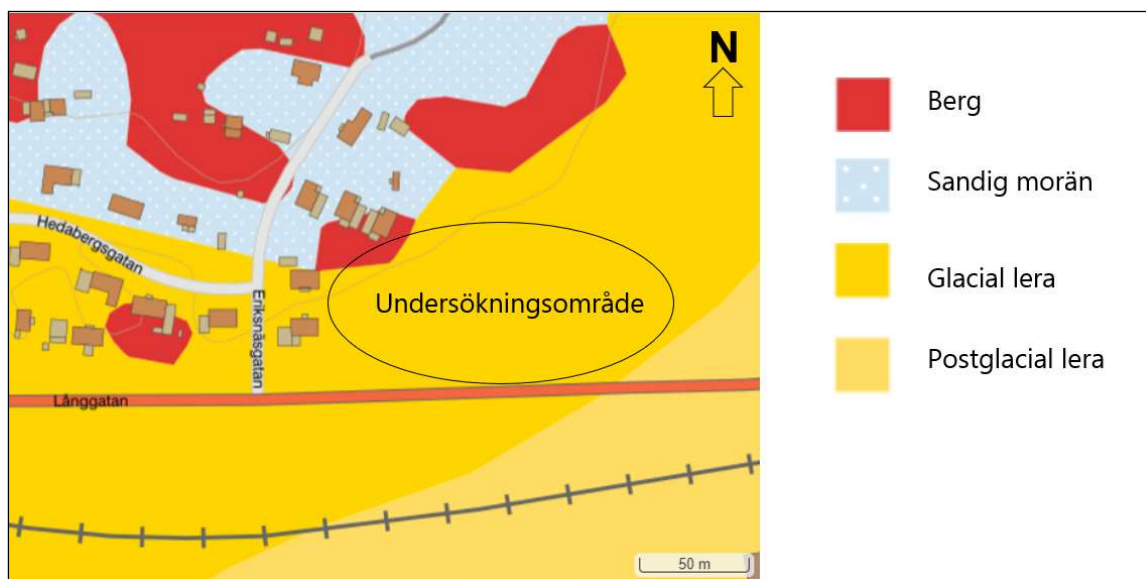 N
Berg
Sandig morän
Glacial lera
Postglacial lera
Hedabergsgatan
Eriksnäsgatan
Undersökningsområde
Långgatan
50 m